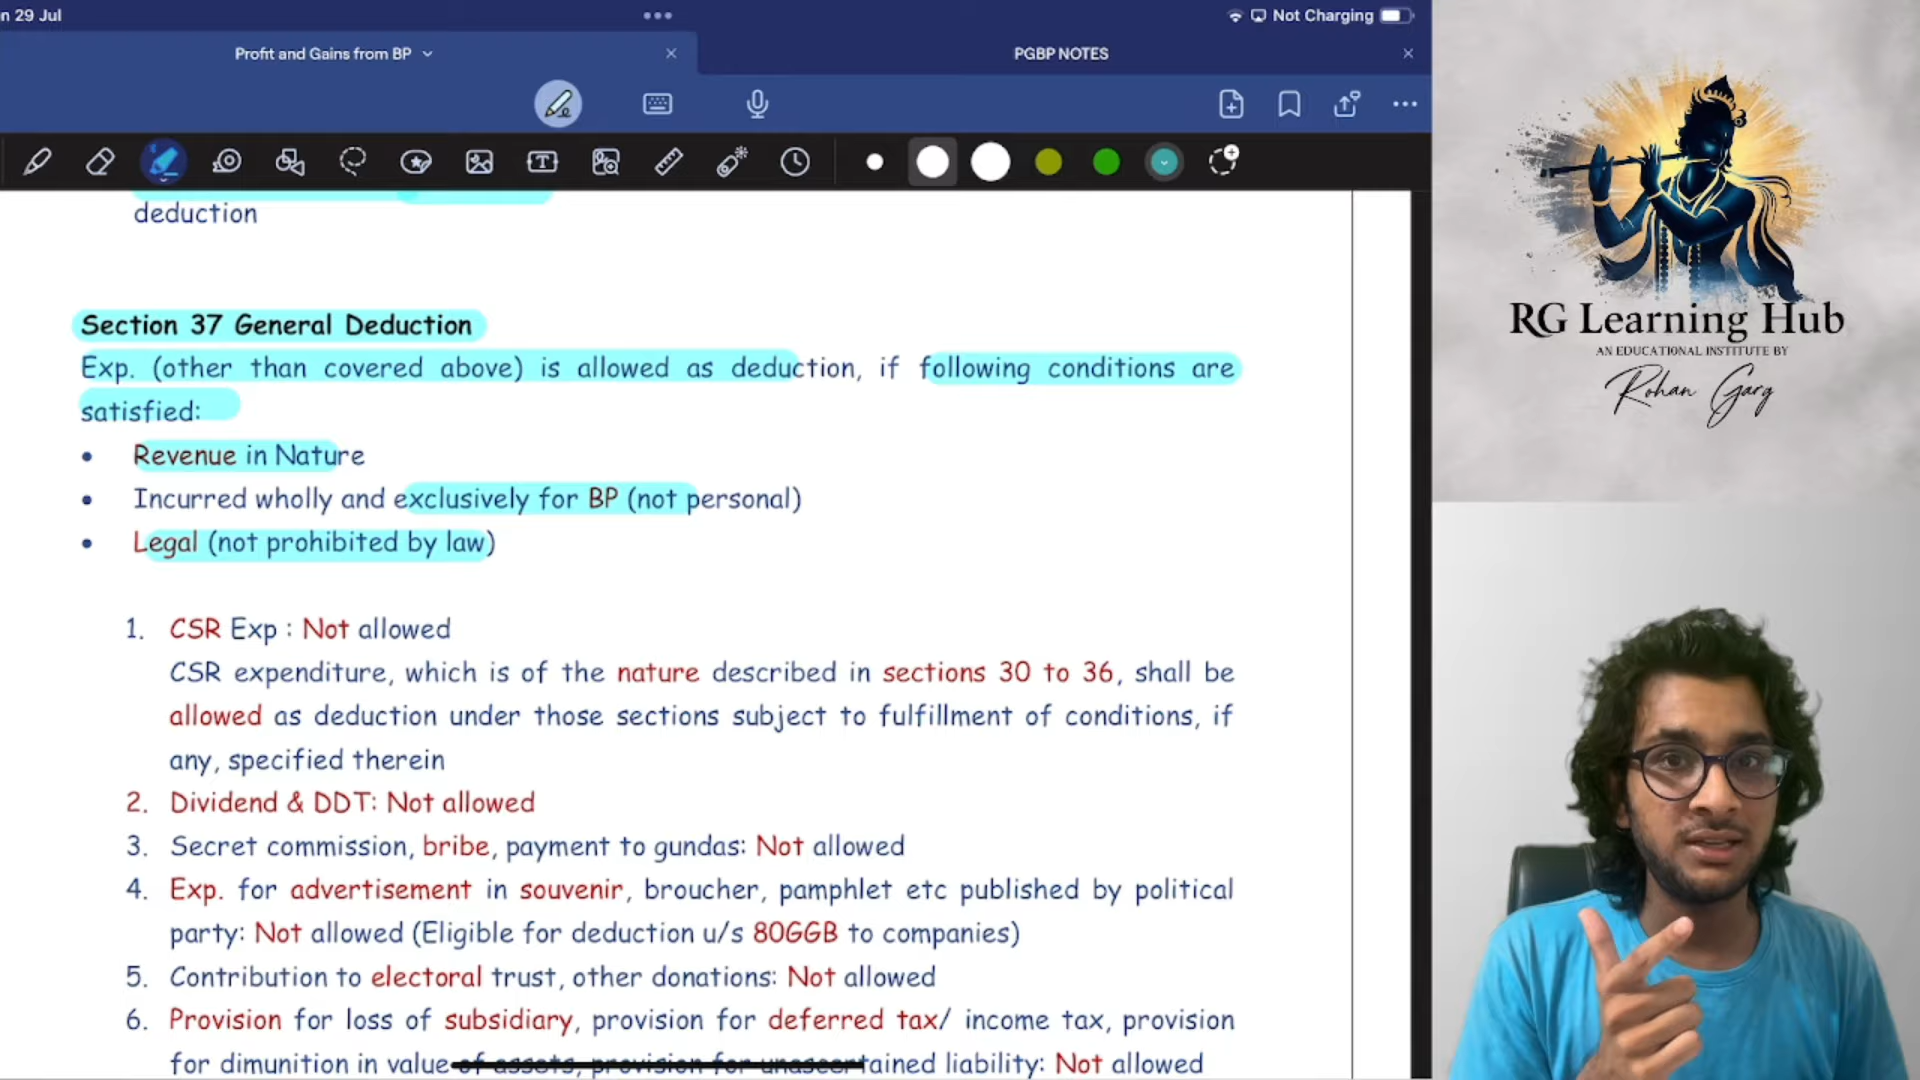 n 29 Jul
Not Charging
Profit and Gains from BP
PGBP NOTES
deduction
Section 37 General Deduction
Exp. (other than covered above) is allowed as deduction, if following conditions are
satisfied:
• Revenue in Nature
• Incurred wholly and exclusively for BP (not personal)
• Legal (not prohibited by law)
1. CSR Exp : Not allowed
CSR expenditure, which is of the nature described in sections 30 to 36, shall be
allowed as deduction under those sections subject to fulfillment of conditions, if
any, specified therein
2. Dividend & DDT: Not allowed
3. Secret commission, bribe, payment to gundas: Not allowed
4. Exp. for advertisement in souvenir, broucher, pamphlet etc published by political
party: Not allowed (Eligible for deduction u/s 80GGB to companies)
5. Contribution to electoral trust, other donations: Not allowed
6. Provision for loss of subsidiary, provision for deferred tax/ income tax, provision
for dimunition in value of assets, provision for unascertained liability: Not allowed
RG Learning Hub
AN EDUCATIONAL INSTITUTE BY
Rohan Garg